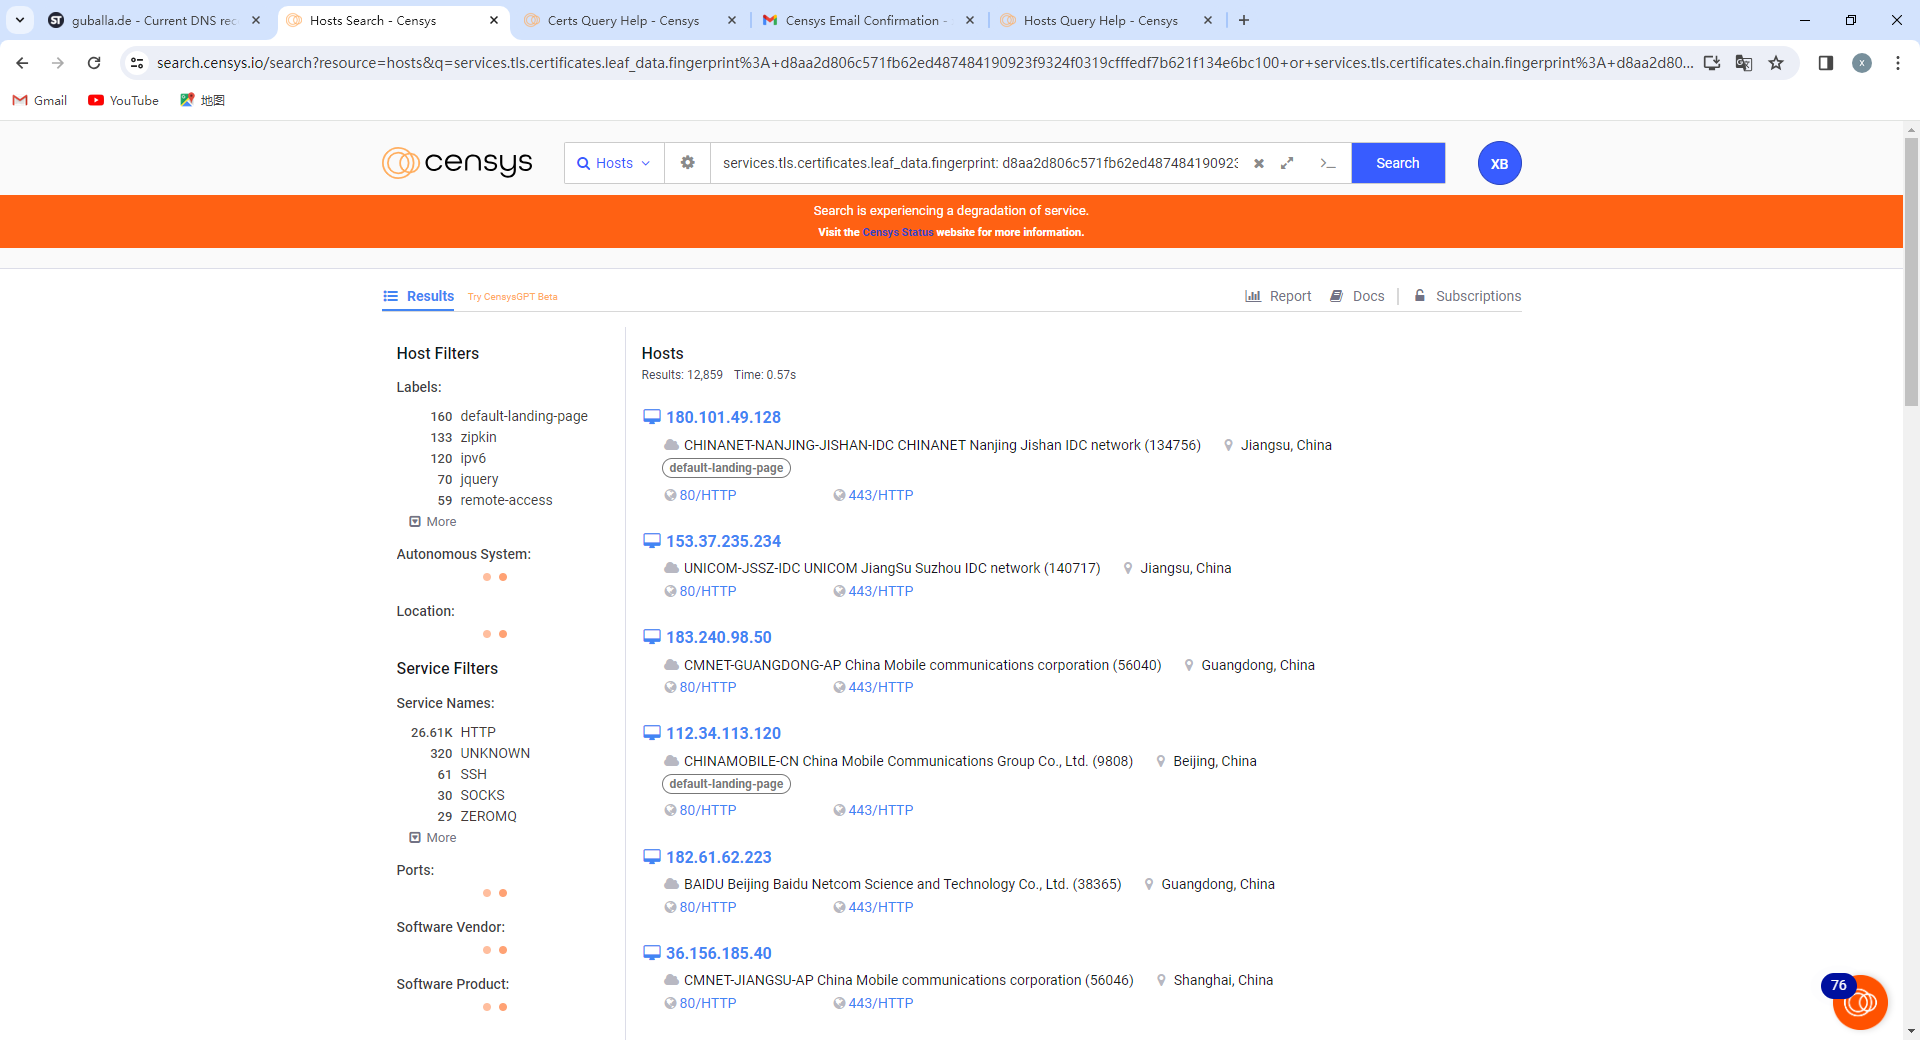 guballa.de - Current DNS rec
Hosts Search - Censys
Certs Query Help - Censys
Censys Email Confirmation -
Hosts Query Help - Censys
search.censys.io/search?resource=hosts&q=services.tls.certificates.leaf_data.fingerprint%3A+d8aa2d806c571fb62ed487484190923f9324f0319cfffedf7b621f134e6bc100+or+services.tls.certificates.chain.fingerprint%3A+d8aa2d80...
X
Gmail
YouTube
地图
censys
Hosts
services.tls.certificates.leaf_data.fingerprint: d8aa2d806c571fb62ed487484190923
>_
Search
XB
Search is experiencing a degradation of service.
Visit the Censys Status website for more information.
Results
Try CensysGPT Beta
Report
Docs
Subscriptions
Host Filters
Labels:
160 default-landing-page
133 zipkin
120 ipv6
70 jquery
59 remote-access
More
Autonomous System:
Location:
Service Filters
Service Names:
26.61K HTTP
320 UNKNOWN
61 SSH
30 SOCKS
29 ZEROMQ
More
Ports:
Software Vendor:
Software Product:
Hosts
Results: 12,859 Time: 0.57s
180.101.49.128
CHINANET-NANJING-JISHAN-IDC CHINANET Nanjing Jishan IDC network (134756) Jiangsu, China
default-landing-page
80/HTTP 443/HTTP
153.37.235.234
UNICOM-JSSZ-IDC UNICOM JiangSu Suzhou IDC network (140717) Jiangsu, China
80/HTTP 443/HTTP
183.240.98.50
CMNET-GUANGDONG-AP China Mobile communications corporation (56040) Guangdong, China
80/HTTP 443/HTTP
112.34.113.120
CHINAMOBILE-CN China Mobile Communications Group Co., Ltd. (9808) Beijing, China
default-landing-page
80/HTTP 443/HTTP
182.61.62.223
BAIDU Beijing Baidu Netcom Science and Technology Co., Ltd. (38365) Guangdong, China
80/HTTP 443/HTTP
36.156.185.40
CMNET-JIANGSU-AP China Mobile communications corporation (56046) Shanghai, China
80/HTTP 443/HTTP
76